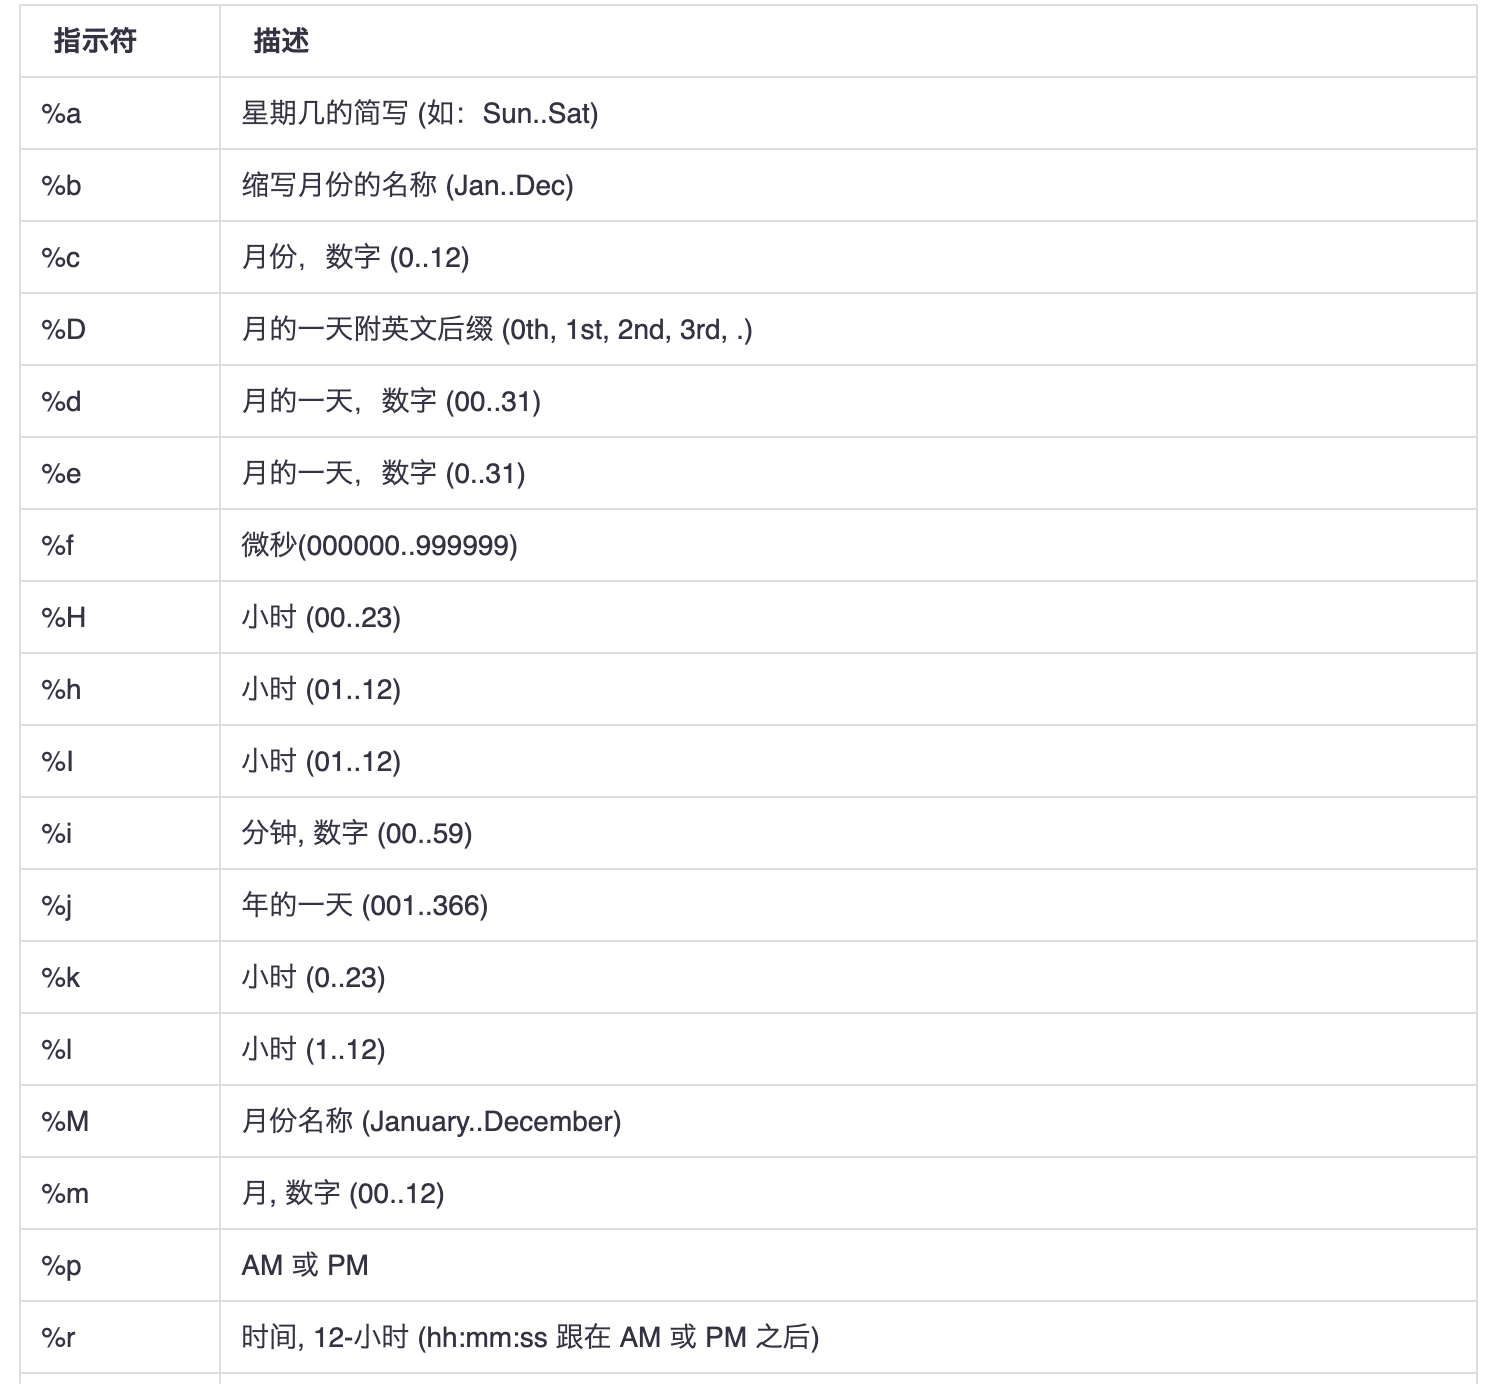 指示符 描述
%a 星期几的简写 (如：Sun..Sat)
%b 缩写月份的名称 (Jan..Dec)
%c 月份，数字 (0..12)
%D 月的一天附英文后缀 (0th, 1st, 2nd, 3rd, .)
%d 月的一天，数字 (00..31)
%e 月的一天，数字 (0..31)
%f 微秒(000000..999999)
%H 小时 (00..23)
%h 小时 (01..12)
%I 小时 (01..12)
%i 分钟, 数字 (00..59)
%j 年的一天 (001..366)
%k 小时 (0..23)
%l 小时 (1..12)
%M 月份名称 (January..December)
%m 月, 数字 (00..12)
%p AM 或 PM
%r 时间, 12-小时 (hh:mm:ss 跟在 AM 或 PM 之后)